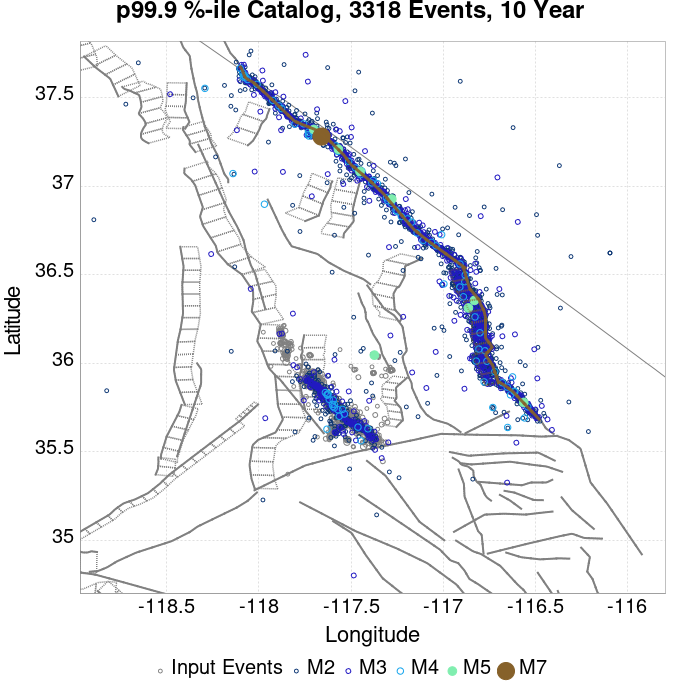 p99.9 %-ile Catalog, 3318 Events, 10 Year
Latitude
37.5
37
36.5
36
35.5
35
-118.5 -118 -117.5 -117 -116.5 -116
Longitude
Input Events M2 M3 M4 M5 M7